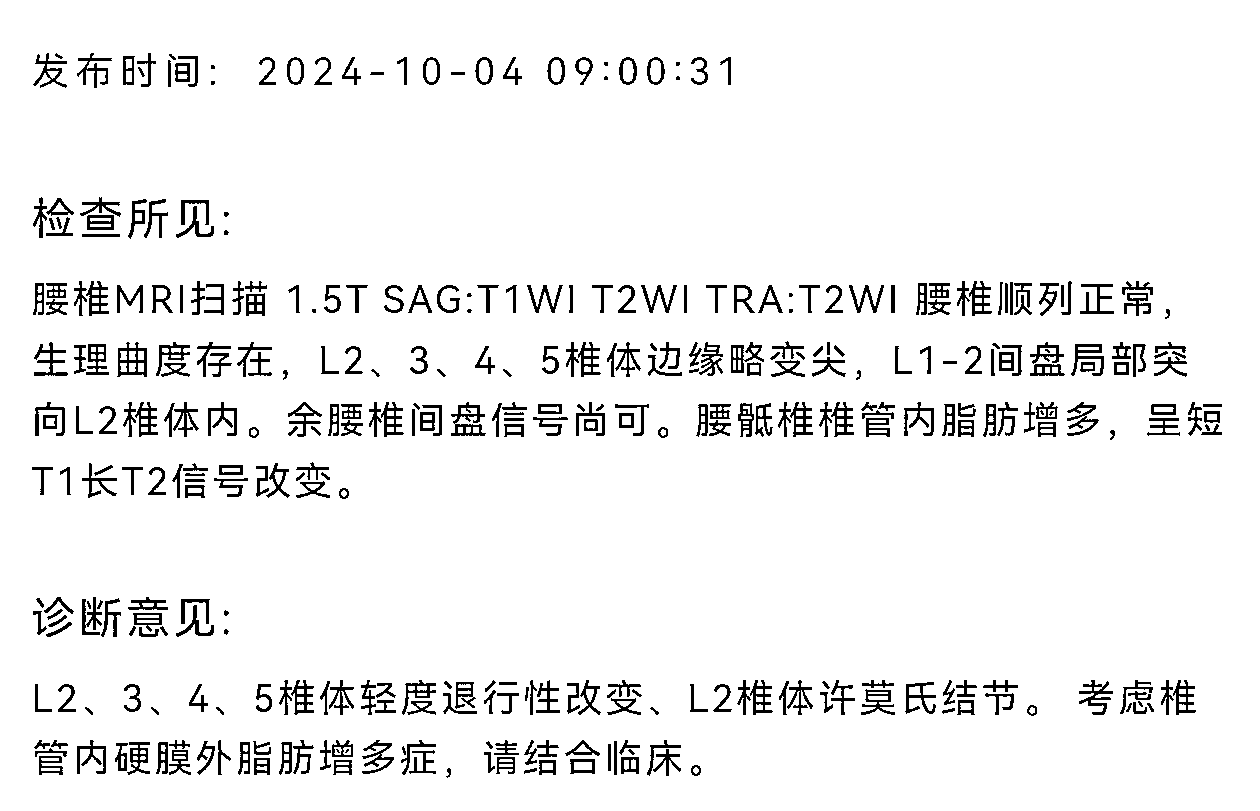 发布时间: 2024-10-04 09:00:31
检查所见:
腰椎MRI扫描 1.5T SAG:T1WI T2WI TRA:T2WI 腰椎顺列正常,
生理曲度存在, L2、3、4、5椎体边缘略变尖, L1-2间盘局部突
向L2椎体内。余腰椎间盘信号尚可。腰骶椎椎管内脂肪增多, 呈短
T1长T2信号改变。
诊断意见:
L2、3、4、5椎体轻度退行性改变、L2椎体许莫氏结节。 考虑椎
管内硬膜外脂肪增多症, 请结合临床。